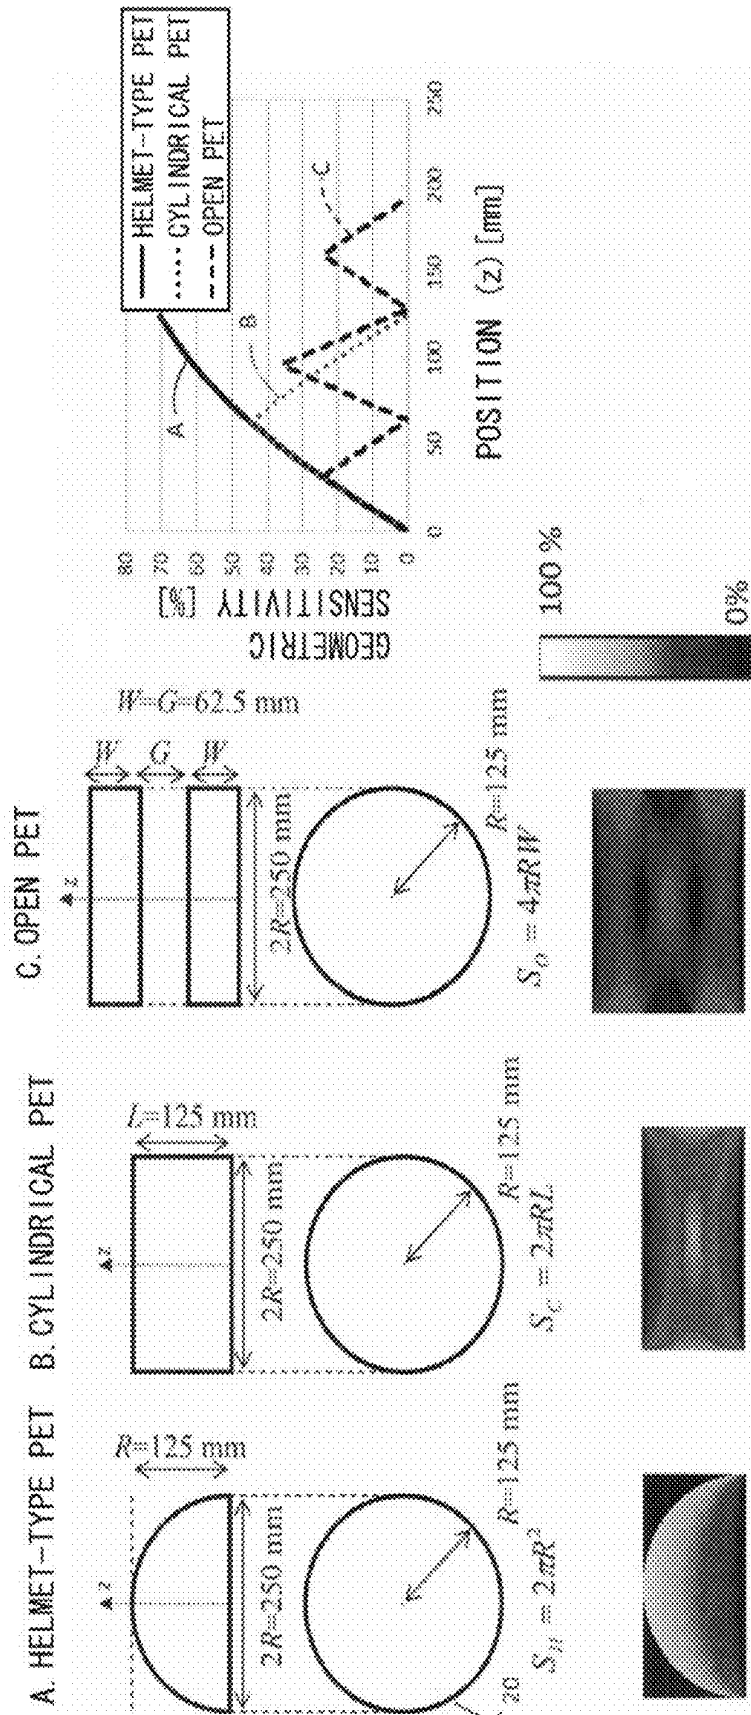 A. HELMET-TYPE PET
z
R=125 mm
2R=250 mm
R=125 mm
20
S_H = 2πR²
B. CYLINDRICAL PET
z
L=125 mm
2R=250 mm
R=125 mm
S_C = 2πRL
C. OPEN PET
z
W
G
W
W=G=62.5 mm
2R=250 mm
R=125 mm
S_O = 4πRW
100 %
0%
GEOMETRIC
SENSITIVITY [%]
80
70
60
50
40
30
20
10
0
0
50
100
150
200
250
POSITION (z) [mm]
A
B
C
HELMET-TYPE PET
CYLINDRICAL PET
OPEN PET